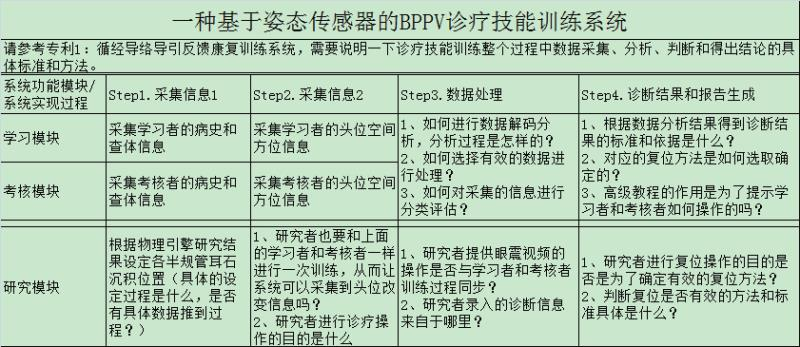 一种基于姿态传感器的BPPV诊疗技能训练系统
请参考专利1：循经导络导引反馈康复训练系统，需要说明一下诊疗技能训练整个过程中数据采集、分析、判断和得出结论的具
体标准和方法。
系统功能模块/
系统实现过程
Step1.采集信息1
Step2.采集信息2
Step3.数据处理
Step4.诊断结果和报告生成
学习模块
采集学习者的病史和
查体信息
采集学习者的头位空间
方位信息
考核模块
采集考核者的病史和
查体信息
采集考核者的头位空间
方位信息
1、如何进行数据解码分
析，分析过程是怎样的？
2、如何选择有效的数据进
行处理？
3、如何对采集的信息进行
分类评估？
1、根据数据分析结果得到诊断结
果的标准和依据是什么？
2、对应的复位方法是如何选取确
定的？
3、高级教程的作用是为了提示学
习者和考核者如何操作的吗？
研究模块
根据物理引擎研究结
果设定各半规管耳石
沉积位置（具体的设
定过程是什么，是否
有具体数据推到过
程？）
1、研究者也要和上面
的学习者和考核者一样
进行一次训练，从而让
系统可以采集到头位改
变信息吗？
2、研究者进行诊疗操
作的目的是什么
1、研究者提供眼震视频的
操作是否与学习者和考核者
训练过程同步？
2、研究者录入的诊断信息
来自于哪里？
1、研究者进行复位操作的目的是
否是为了确定有效的复位方法？
2、判断复位是否有效的方法和标
准具体是什么？